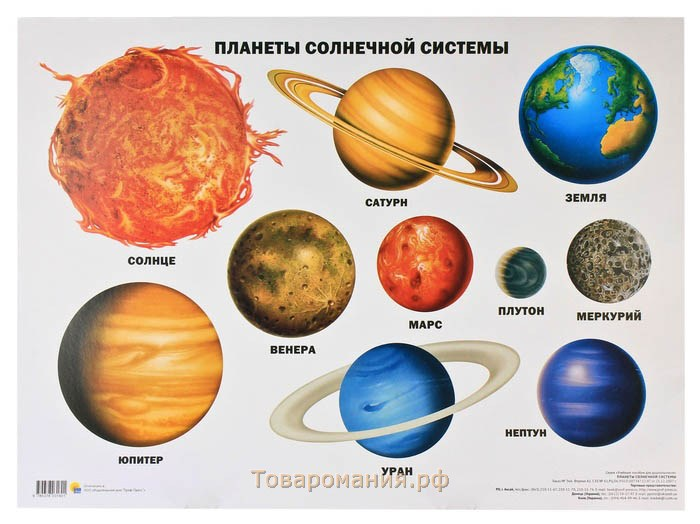 ПЛАНЕТЫ СОЛНЕЧНОЙ СИСТЕМЫ
САТУРН
ЗЕМЛЯ
СОЛНЦЕ
ВЕНЕРА
МАРС
ПЛУТОН
МЕРКУРИЙ
ЮПИТЕР
УРАН
НЕПТУН
Товаромания.рф
ПЛАНЕТЫ СОЛНЕЧНОЙ СИСТЕМЫ